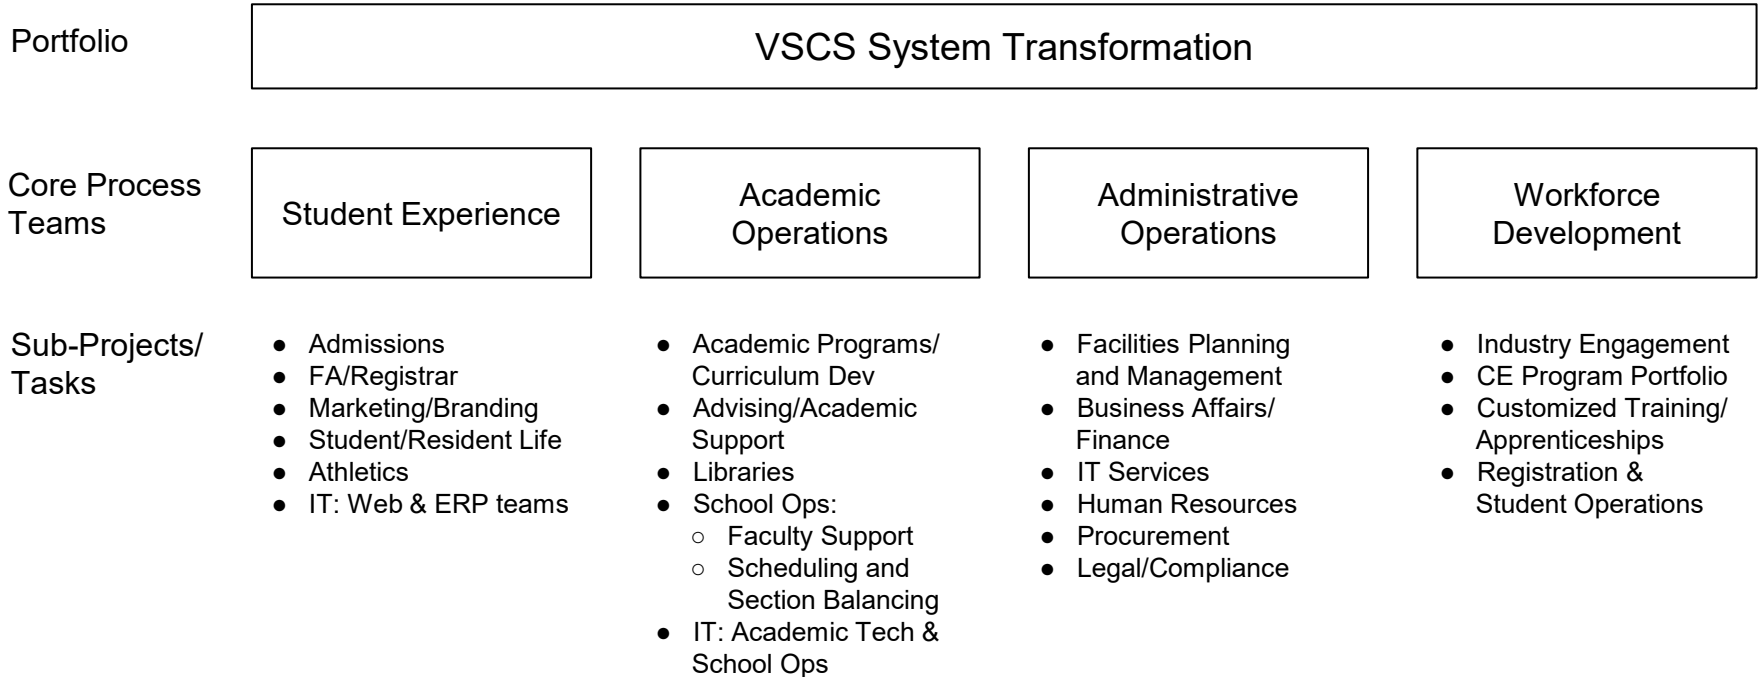 Portfolio
VSCS System Transformation
Core Process
Teams
Student Experience
Academic
Operations
Administrative
Operations
Workforce
Development
Sub-Projects/
Tasks
● Admissions
● FA/Registrar
● Marketing/Branding
● Student/Resident Life
● Athletics
● IT: Web & ERP teams
● Academic Programs/
Curriculum Dev
● Advising/Academic
Support
● Libraries
● School Ops:
○ Faculty Support
○ Scheduling and
Section Balancing
● IT: Academic Tech &
School Ops
● Facilities Planning
and Management
● Business Affairs/
Finance
● IT Services
● Human Resources
● Procurement
● Legal/Compliance
● Industry Engagement
● CE Program Portfolio
● Customized Training/
Apprenticeships
● Registration &
Student Operations